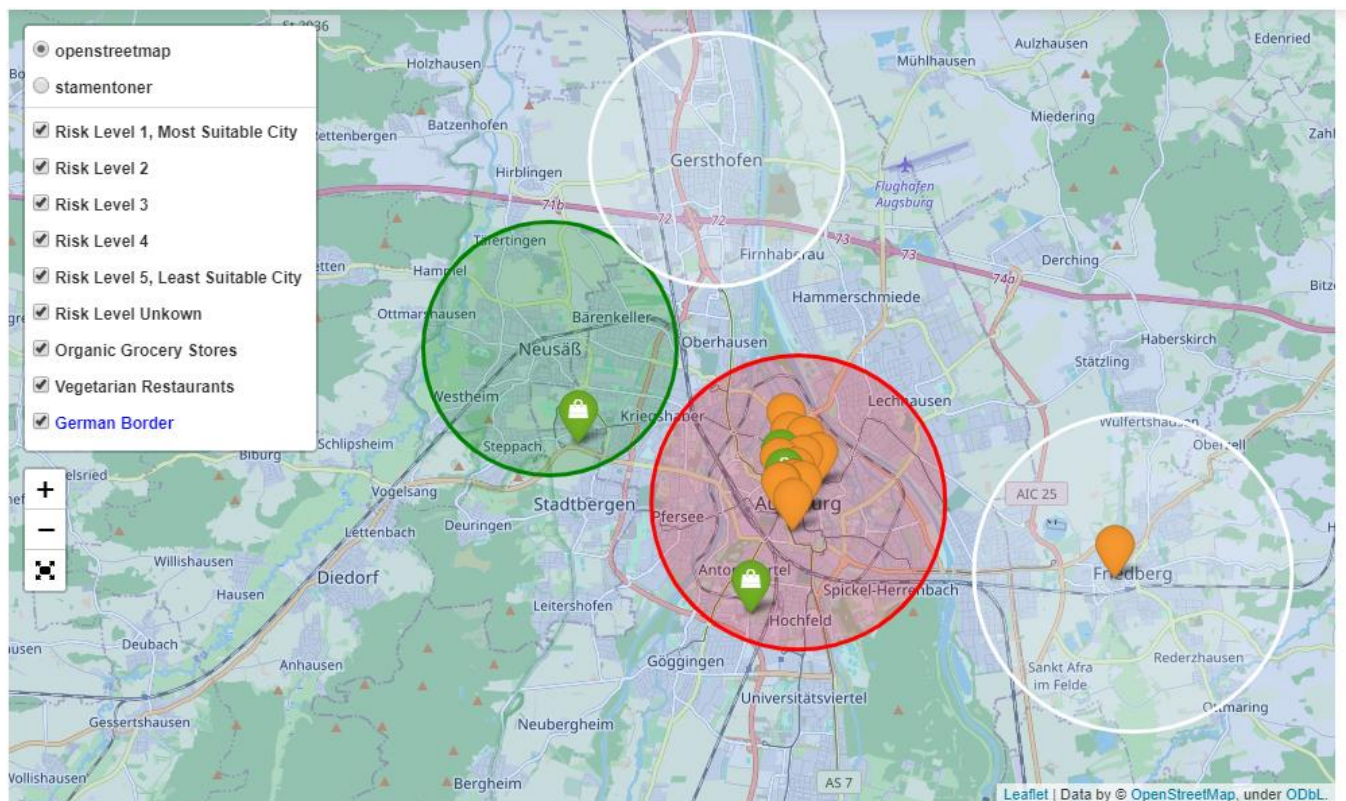 openstreetmap
stamentoner
Risk Level 1, Most Suitable City
Risk Level 2
Risk Level 3
Risk Level 4
Risk Level 5, Least Suitable City
Risk Level Unkown
Organic Grocery Stores
Vegetarian Restaurants
German Border
+
−
Holzhausen
Edenried
Aulzhausen
Mühlhausen
Miedering
Batzenhofen
Gersthofen
Hirblingen
Flughafen
Augsburg
71b
72
72
73
73
74a
Täfertingen
Firnhaberau
Derching
Hammel
Hammerschmiede
Ottmarshausen
Bärenkeller
Oberhausen
Haberskirch
Neusäß
Stätzling
Westheim
Kriegshaber
Lechhausen
Wulfertshausen
Steppach
Schlipsheim
Biburg
Oberzell
Vogelsang
Stadtbergen
AIC 25
Pfersee
Deuringen
Lettenbach
Willishausen
Diedorf
Friedberg
Hausen
Spickel-Herrenbach
Leitershofen
Hochfeld
Deubach
Anhausen
Göggingen
Sankt Afra
im Felde
Rederzhausen
Universitätsviertel
Ottmaring
Gessertshausen
Neubergheim
Bergheim
AS 7
Leaflet | Data by © OpenStreetMap, under ODbL.